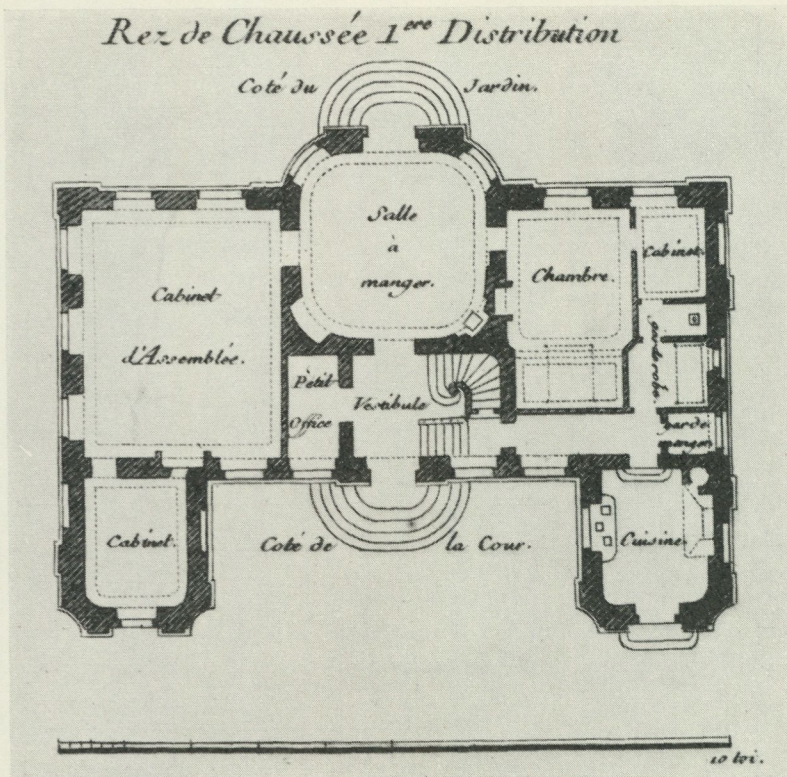 Rez de Chaussée 1ere Distribution
Coté du Jardin.
Salle
à
manger.
Cabinet
d'Assemblée.
Chambre.
Cabinet.
garderobe
Petit
Office
Vestibule
garde
manger
Cabinet.
Coté de la Cour.
Cuisine.
10 toi.